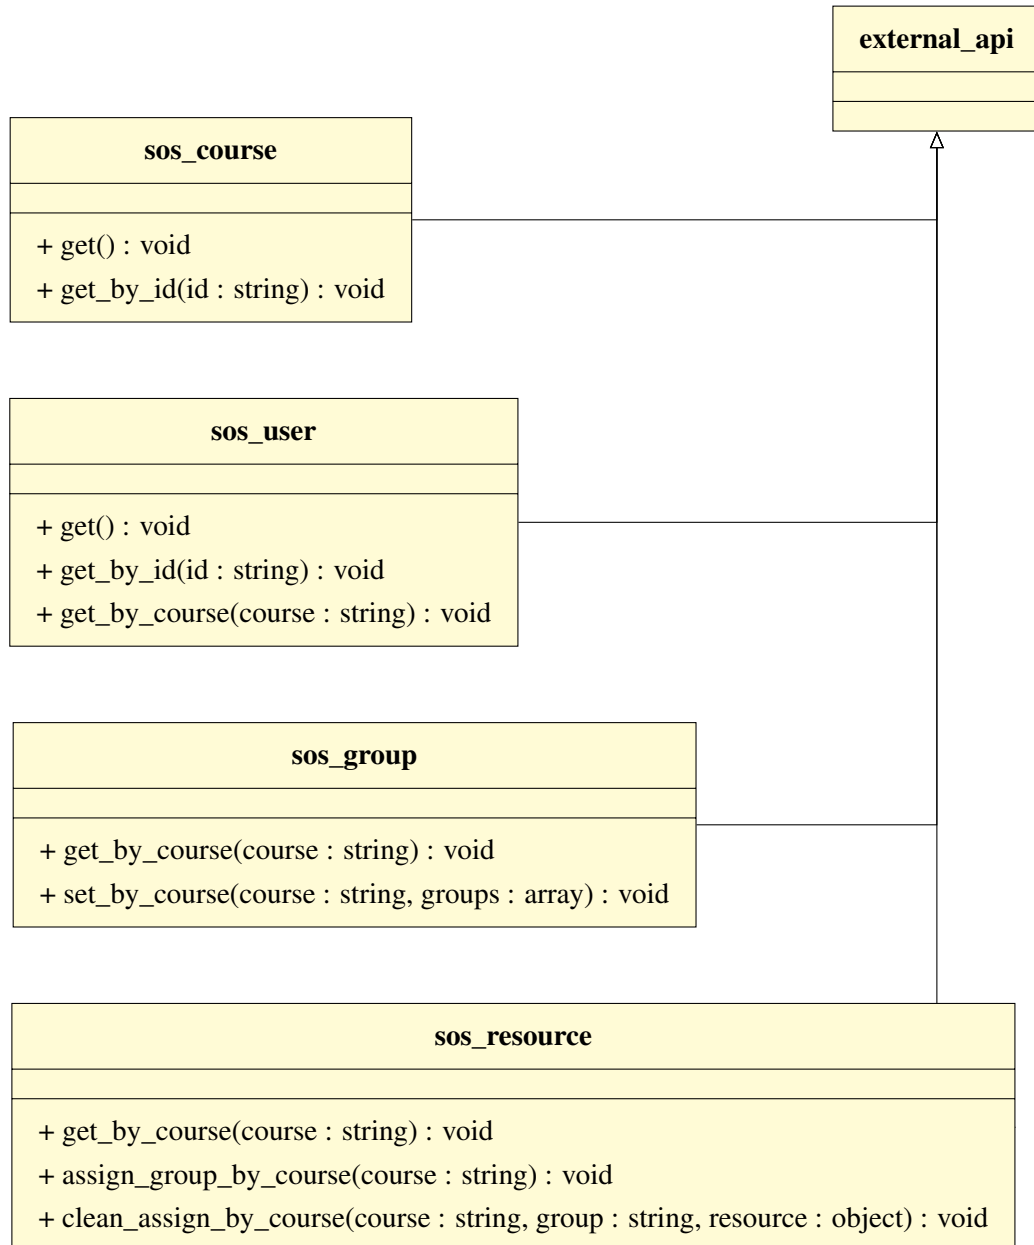 external_api
sos_course
+ get() : void
+ get_by_id(id : string) : void
sos_user
+ get() : void
+ get_by_id(id : string) : void
+ get_by_course(course : string) : void
sos_group
+ get_by_course(course : string) : void
+ set_by_course(course : string, groups : array) : void
sos_resource
+ get_by_course(course : string) : void
+ assign_group_by_course(course : string) : void
+ clean_assign_by_course(course : string, group : string, resource : object) : void